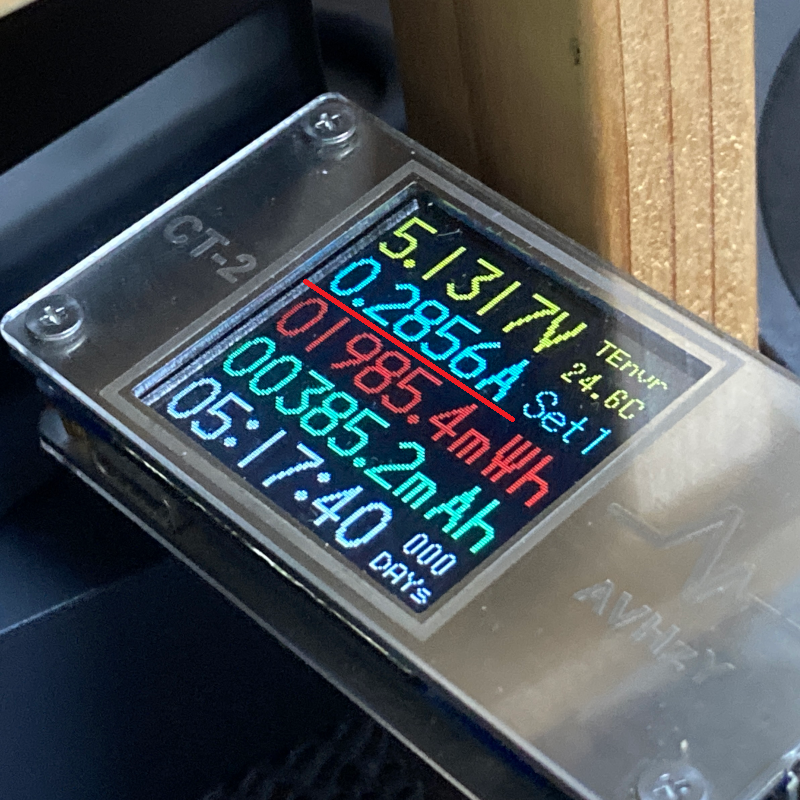 CT-2
5.1317V
TEnvr
24.6C
0.2856A
Set1
01985.4mWh
00385.2mAh
05:17:40
000
DAYs
AVHzY